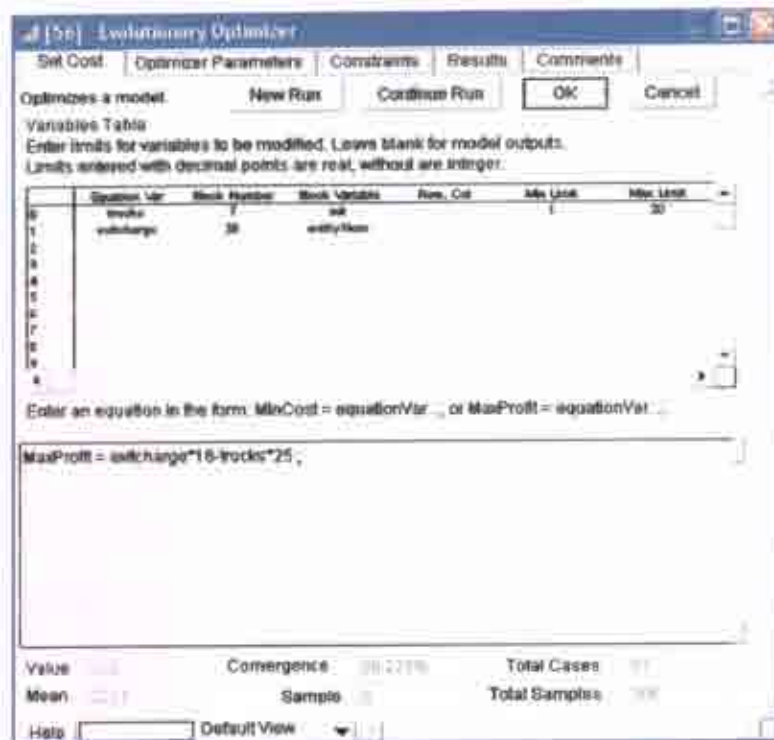 [56] Evolutionary Optimizer
Set Cost Optimizer Parameters Constraints Results Comments
Optimizes a model. New Run Continue Run OK Cancel
Variables Table
Enter limits for variables to be modified. Leave blank for model outputs.
Limits entered with decimal points are real, without are integer.
Equation Var Block Number Block Variable Row, Col Min Limit Max Limit
0 trucks 7 init 1 20
1 exitcharge 38
2
3
4
5
6
7
8
9
Enter an equation in the form: MinCost = equationVar ..., or MaxProfit = equationVar ...
MaxProfit = exitcharge*18-trucks*25 ;
Value Convergence Total Cases
Mean Sample Total Samples
Help Default View